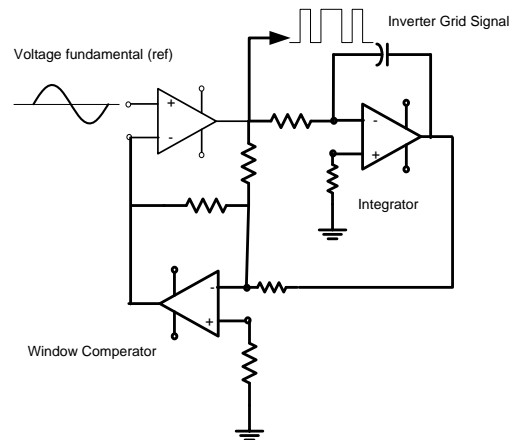 Inverter Grid Signal
Voltage fundamental (ref)
+
-
-
+
Integrator
-
+
Window Comperator